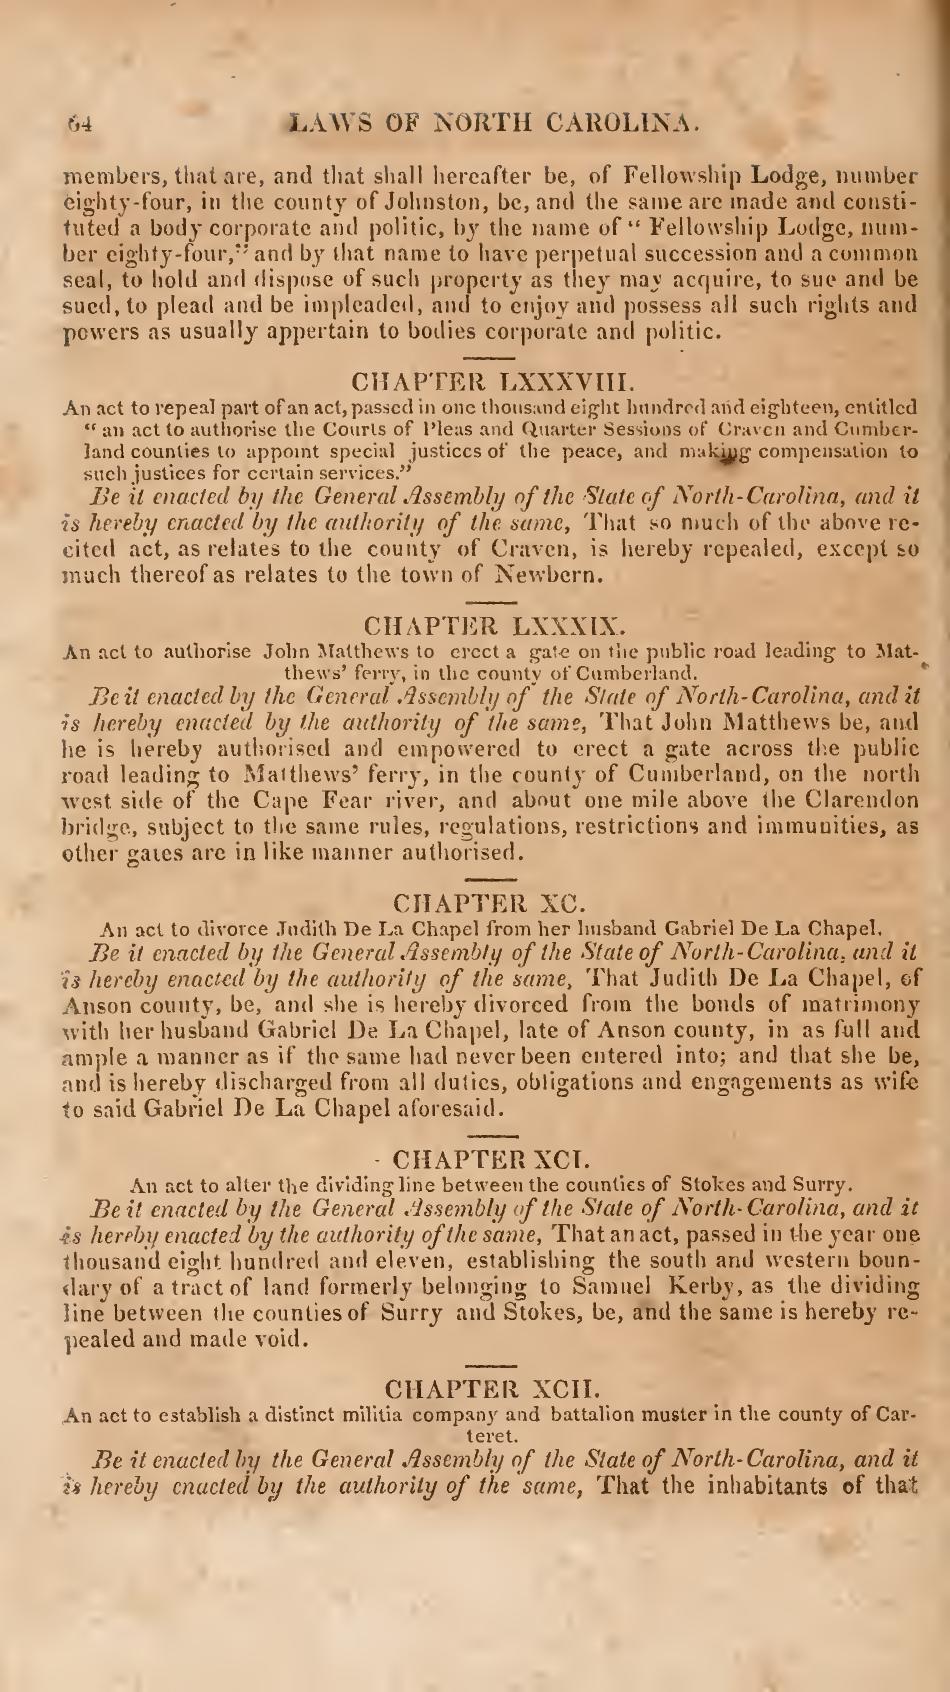 64 LAWS OF NORTH CAROLINA.
members, that are, and that shall hereafter be, of Fellowship Lodge, number
eighty-four, in the county of Johnston, be, and the same are made and consti-
tuted a body corporate and politic, by the name of “ Fellowship Lodge, num-
ber eighty-four,” and by that name to have perpetual succession and a common
seal, to hold and dispose of such property as they may acquire, to sue and be
sued, to plead and be impleaded, and to enjoy and possess all such rights and
powers as usually appertain to bodies corporate and politic.
CHAPTER LXXXVIII.
An act to repeal part of an act, passed in one thousand eight hundred and eighteen, entitled
“ an act to authorise the Courts of Pleas and Quarter Sessions of Craven and Cumber-
land counties to appoint special justices of the peace, and making compensation to
such justices for certain services.”
Be it enacted by the General Assembly of the State of North-Carolina, and it
is hereby enacted by the authority of the same, That so much of the above re-
cited act, as relates to the county of Craven, is hereby repealed, except so
much thereof as relates to the town of Newbern.
CHAPTER LXXXIX.
An act to authorise John Matthews to erect a gate on the public road leading to Mat-
thews’ ferry, in the county of Cumberland.
Be it enacted by the General Assembly of the State of North-Carolina, and it
is hereby enacted by the authority of the same, That John Matthews be, and
he is hereby authorised and empowered to erect a gate across the public
road leading to Matthews’ ferry, in the county of Cumberland, on the north
west side of the Cape Fear river, and about one mile above the Clarendon
bridge, subject to the same rules, regulations, restrictions and immunities, as
other gates are in like manner authorised.
CHAPTER XC.
An act to divorce Judith De La Chapel from her husband Gabriel De La Chapel.
Be it enacted by the General Assembly of the State of North-Carolina, and it
is hereby enacted by the authority of the same, That Judith De La Chapel, of
Anson county, be, and she is hereby divorced from the bonds of matrimony
with her husband Gabriel De La Chapel, late of Anson county, in as full and
ample a manner as if the same had never been entered into; and that she be,
and is hereby discharged from all duties, obligations and engagements as wife
to said Gabriel De La Chapel aforesaid.
CHAPTER XCI.
An act to alter the dividing line between the counties of Stokes and Surry.
Be it enacted by the General Assembly of the State of North-Carolina, and it
is hereby enacted by the authority of the same, That an act, passed in the year one
thousand eight hundred and eleven, establishing the south and western boun-
dary of a tract of land formerly belonging to Samuel Kerby, as the dividing
line between the counties of Surry and Stokes, be, and the same is hereby re-
pealed and made void.
CHAPTER XCII.
An act to establish a distinct militia company and battalion muster in the county of Car-
teret.
Be it enacted by the General Assembly of the State of North-Carolina, and it
is hereby enacted by the authority of the same, That the inhabitants of that